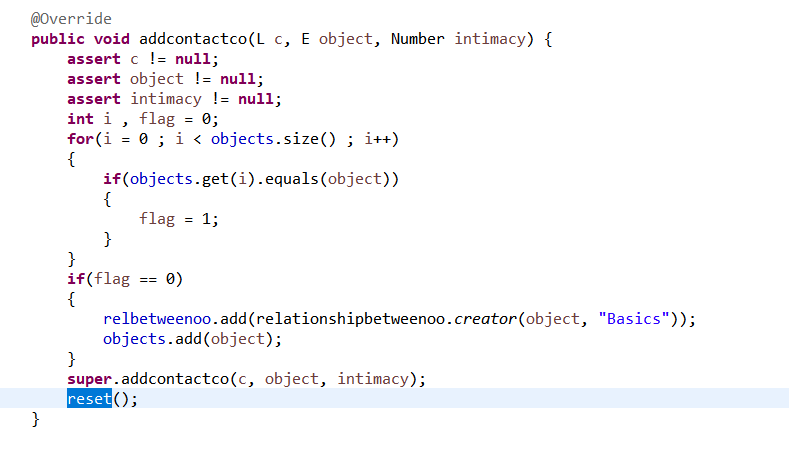 @Override
public void addcontactco(L c, E object, Number intimacy) {
    assert c != null;
    assert object != null;
    assert intimacy != null;
    int i , flag = 0;
    for(i = 0 ; i < objects.size() ; i++)
    {
        if(objects.get(i).equals(object))
        {
            flag = 1;
        }
    }
    if(flag == 0)
    {
        relbetweenoo.add(relationshipbetweenoo.creator(object, "Basics"));
        objects.add(object);
    }
    super.addcontactco(c, object, intimacy);
    reset();
}